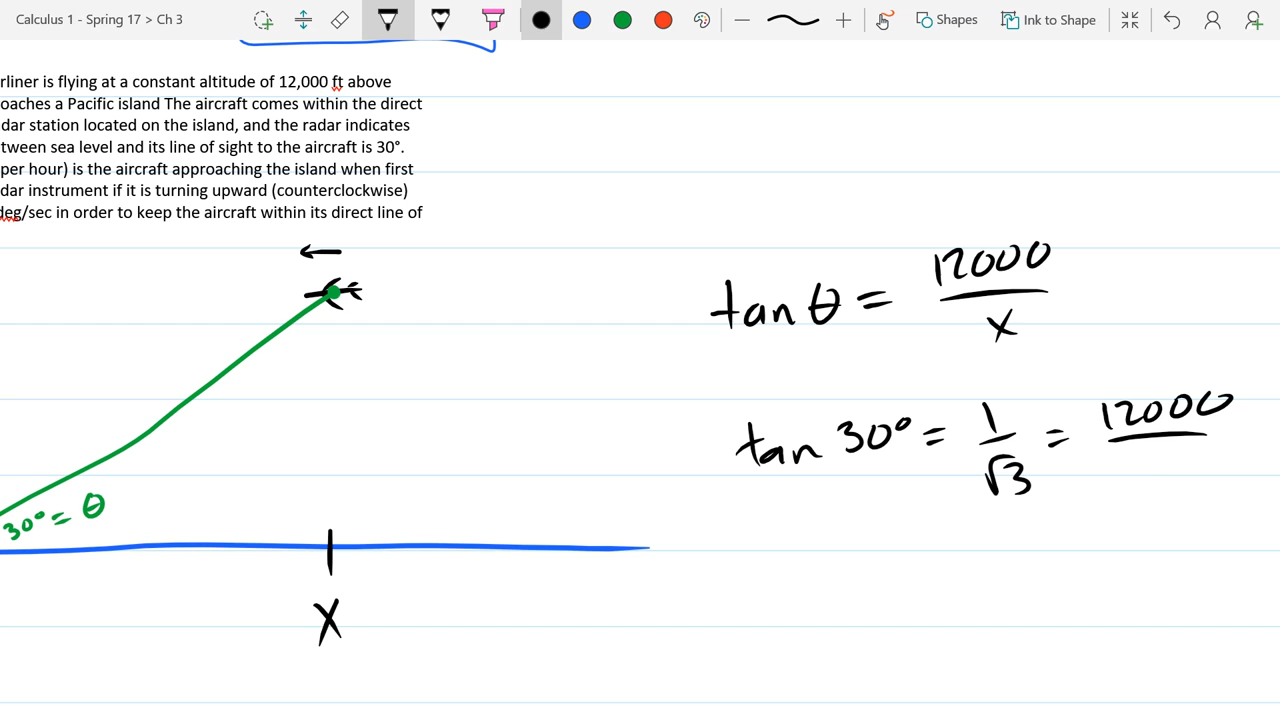 Calculus 1 - Spring 17 > Ch 3
Shapes
Ink to Shape
rliner is flying at a constant altitude of 12,000 ft above
oaches a Pacific island The aircraft comes within the direct
dar station located on the island, and the radar indicates
tween sea level and its line of sight to the aircraft is 30°.
per hour) is the aircraft approaching the island when first
dar instrument if it is turning upward (counterclockwise)
deg/sec in order to keep the aircraft within its direct line of
tan θ = 12000 / x
tan 30° = 1 / √3 = 12000
30° = θ
X